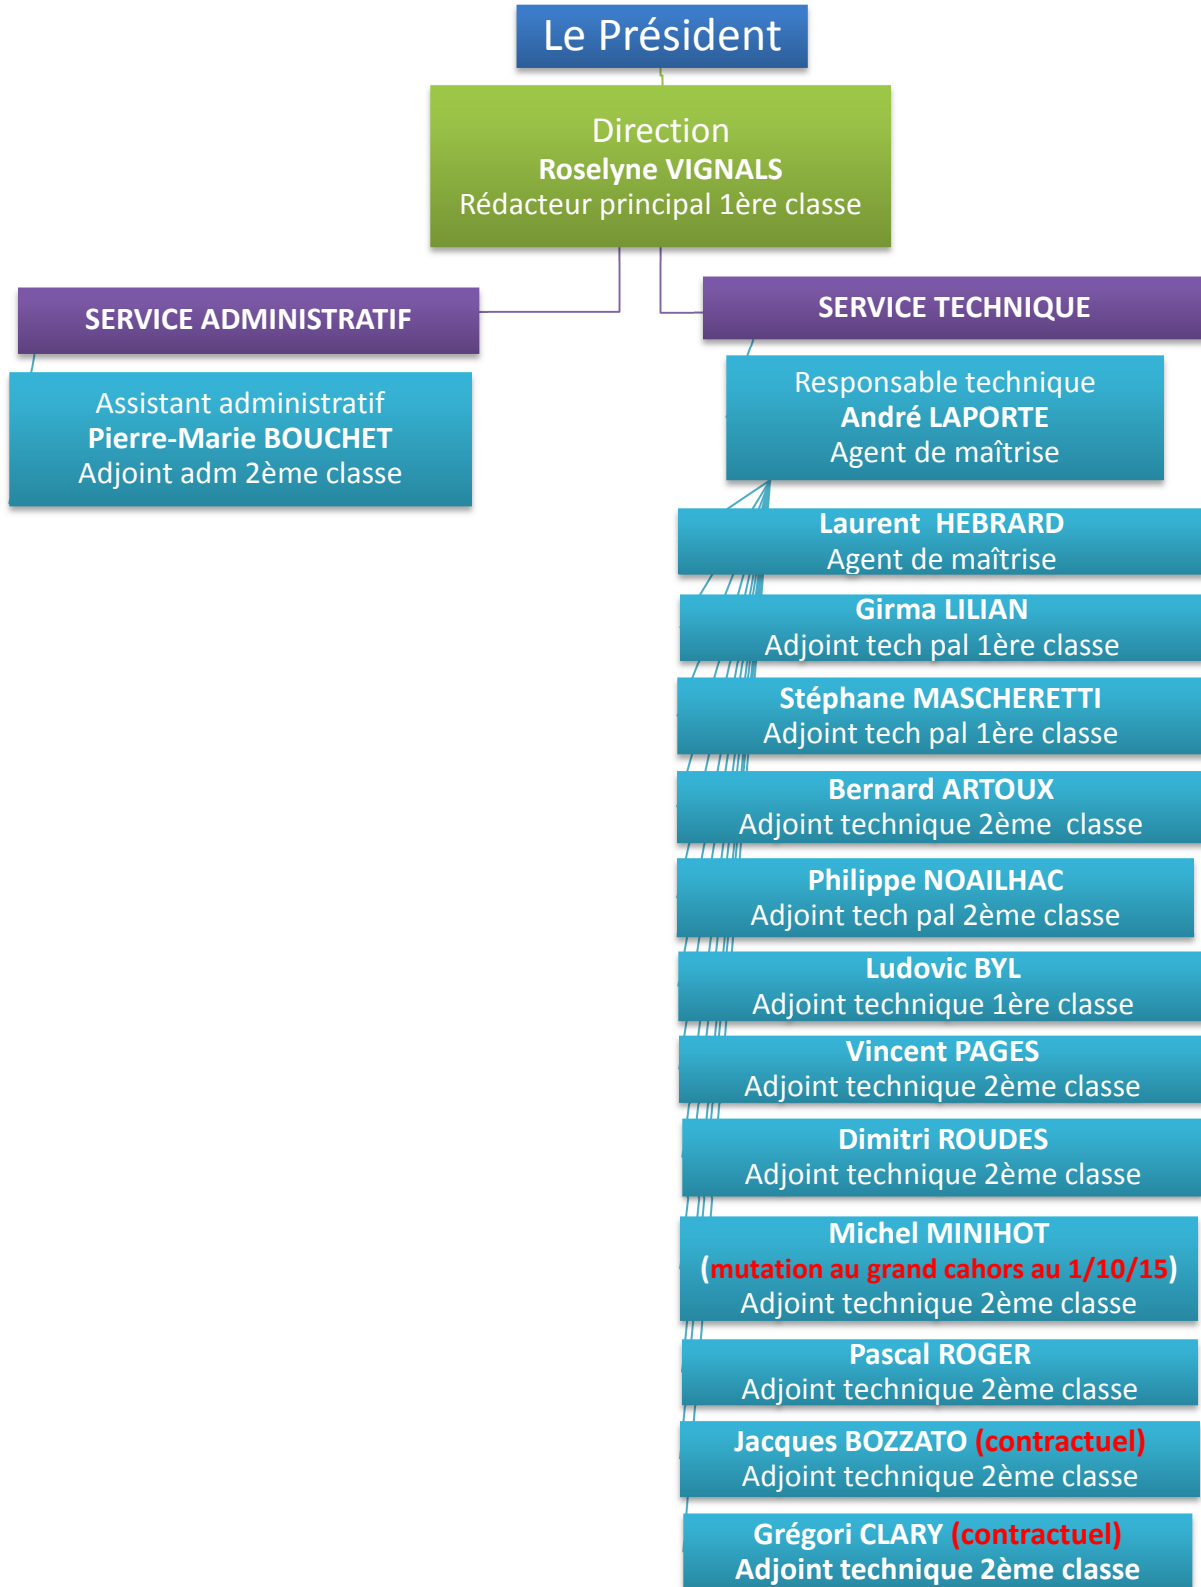 Le Président
Direction
Roselyne VIGNALS
Rédacteur principal 1ère classe
SERVICE ADMINISTRATIF
Assistant administratif
Pierre-Marie BOUCHET
Adjoint adm 2ème classe
SERVICE TECHNIQUE
Responsable technique
André LAPORTE
Agent de maîtrise
Laurent HEBRARD
Agent de maîtrise
Girma LILIAN
Adjoint tech pal 1ère classe
Stéphane MASCHERETTI
Adjoint tech pal 1ère classe
Bernard ARTOUX
Adjoint technique 2ème classe
Philippe NOAILHAC
Adjoint tech pal 2ème classe
Ludovic BYL
Adjoint technique 1ère classe
Vincent PAGES
Adjoint technique 2ème classe
Dimitri ROUDES
Adjoint technique 2ème classe
Michel MINIHOT
(mutation au grand cahors au 1/10/15)
Adjoint technique 2ème classe
Pascal ROGER
Adjoint technique 2ème classe
Jacques BOZZATO (contractuel)
Adjoint technique 2ème classe
Grégori CLARY (contractuel)
Adjoint technique 2ème classe